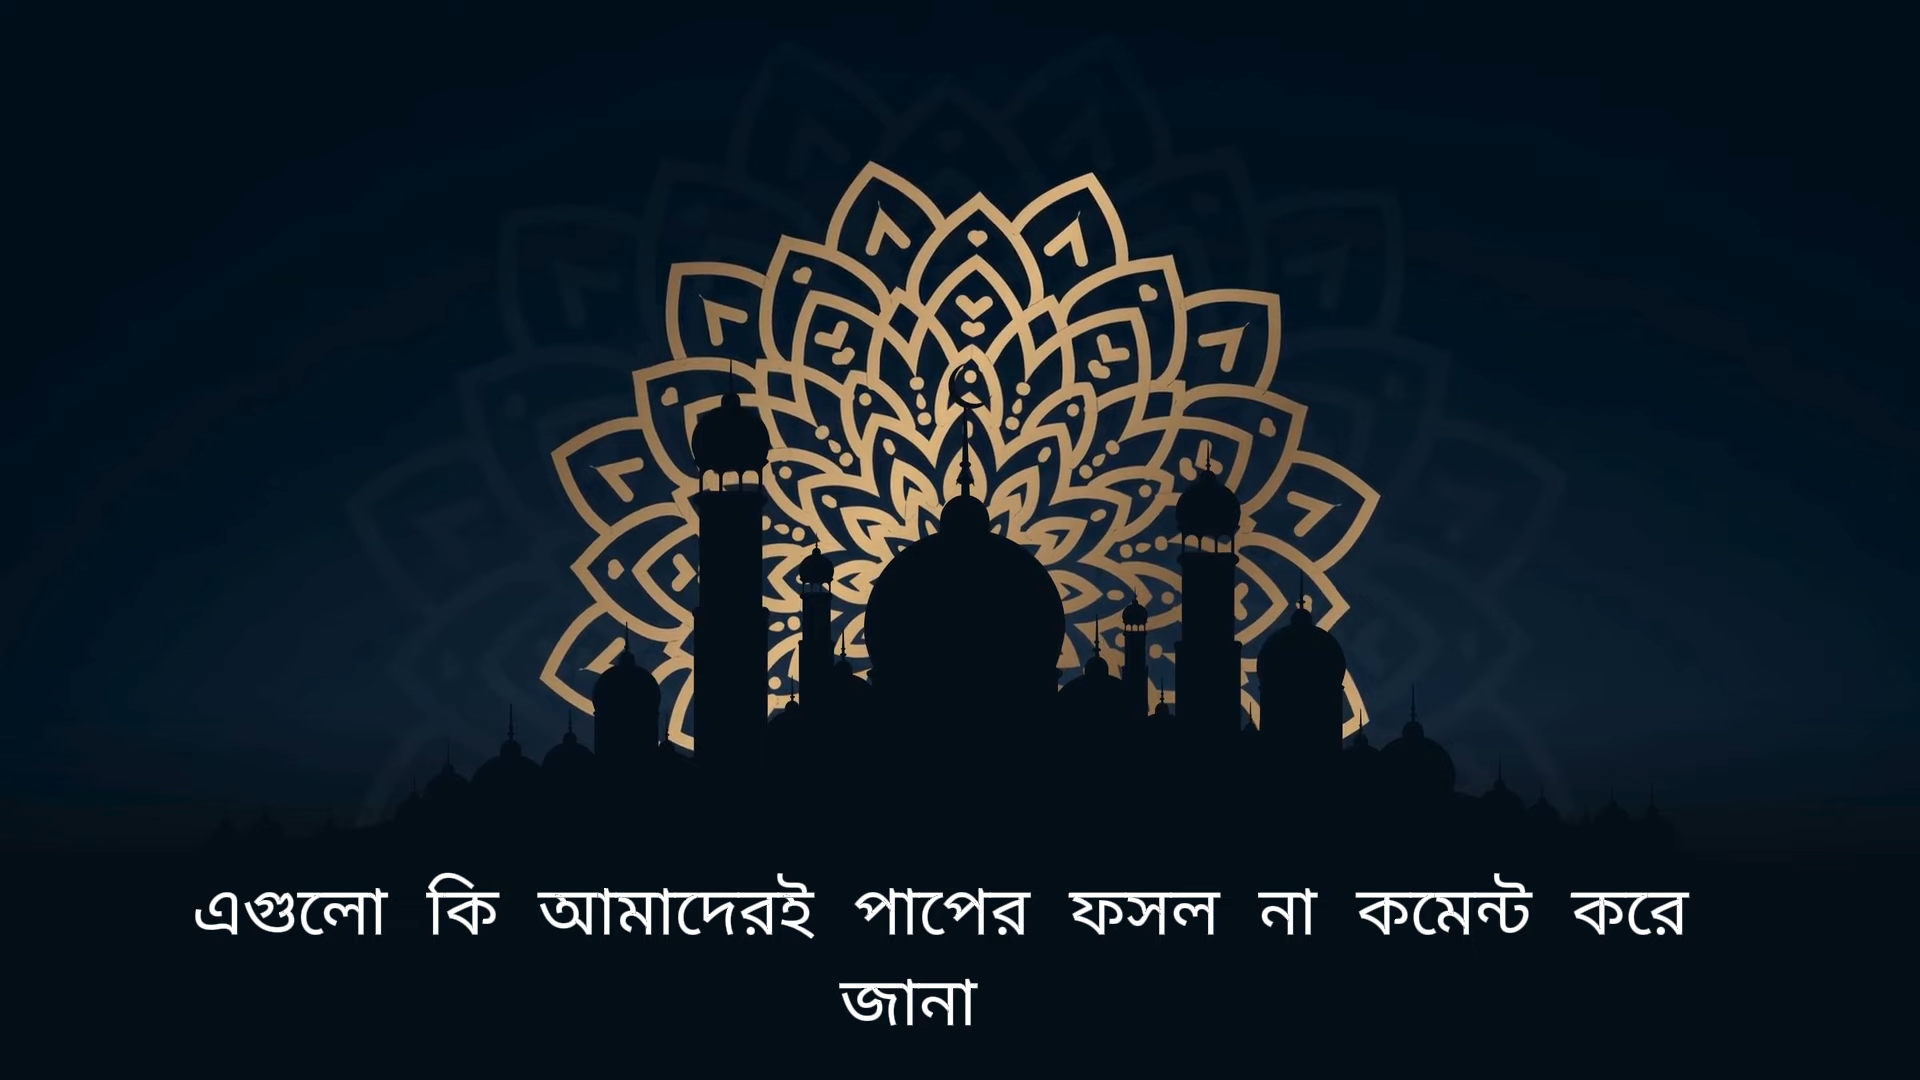 এগুলো কি আমাদেরই পাপের ফসল না কমেন্ট করে
জানা